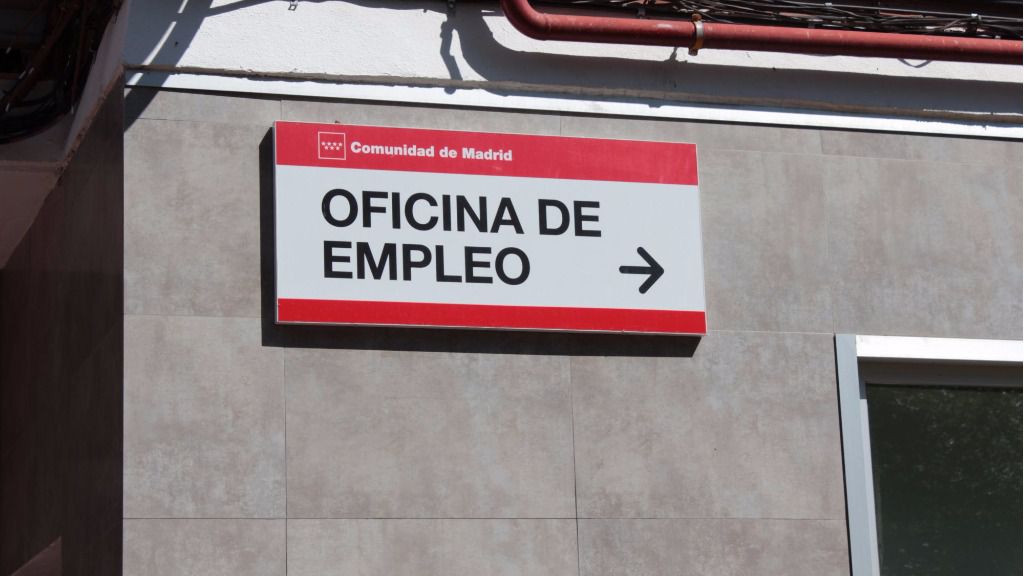 Comunidad de Madrid
OFICINA DE
EMPLEO